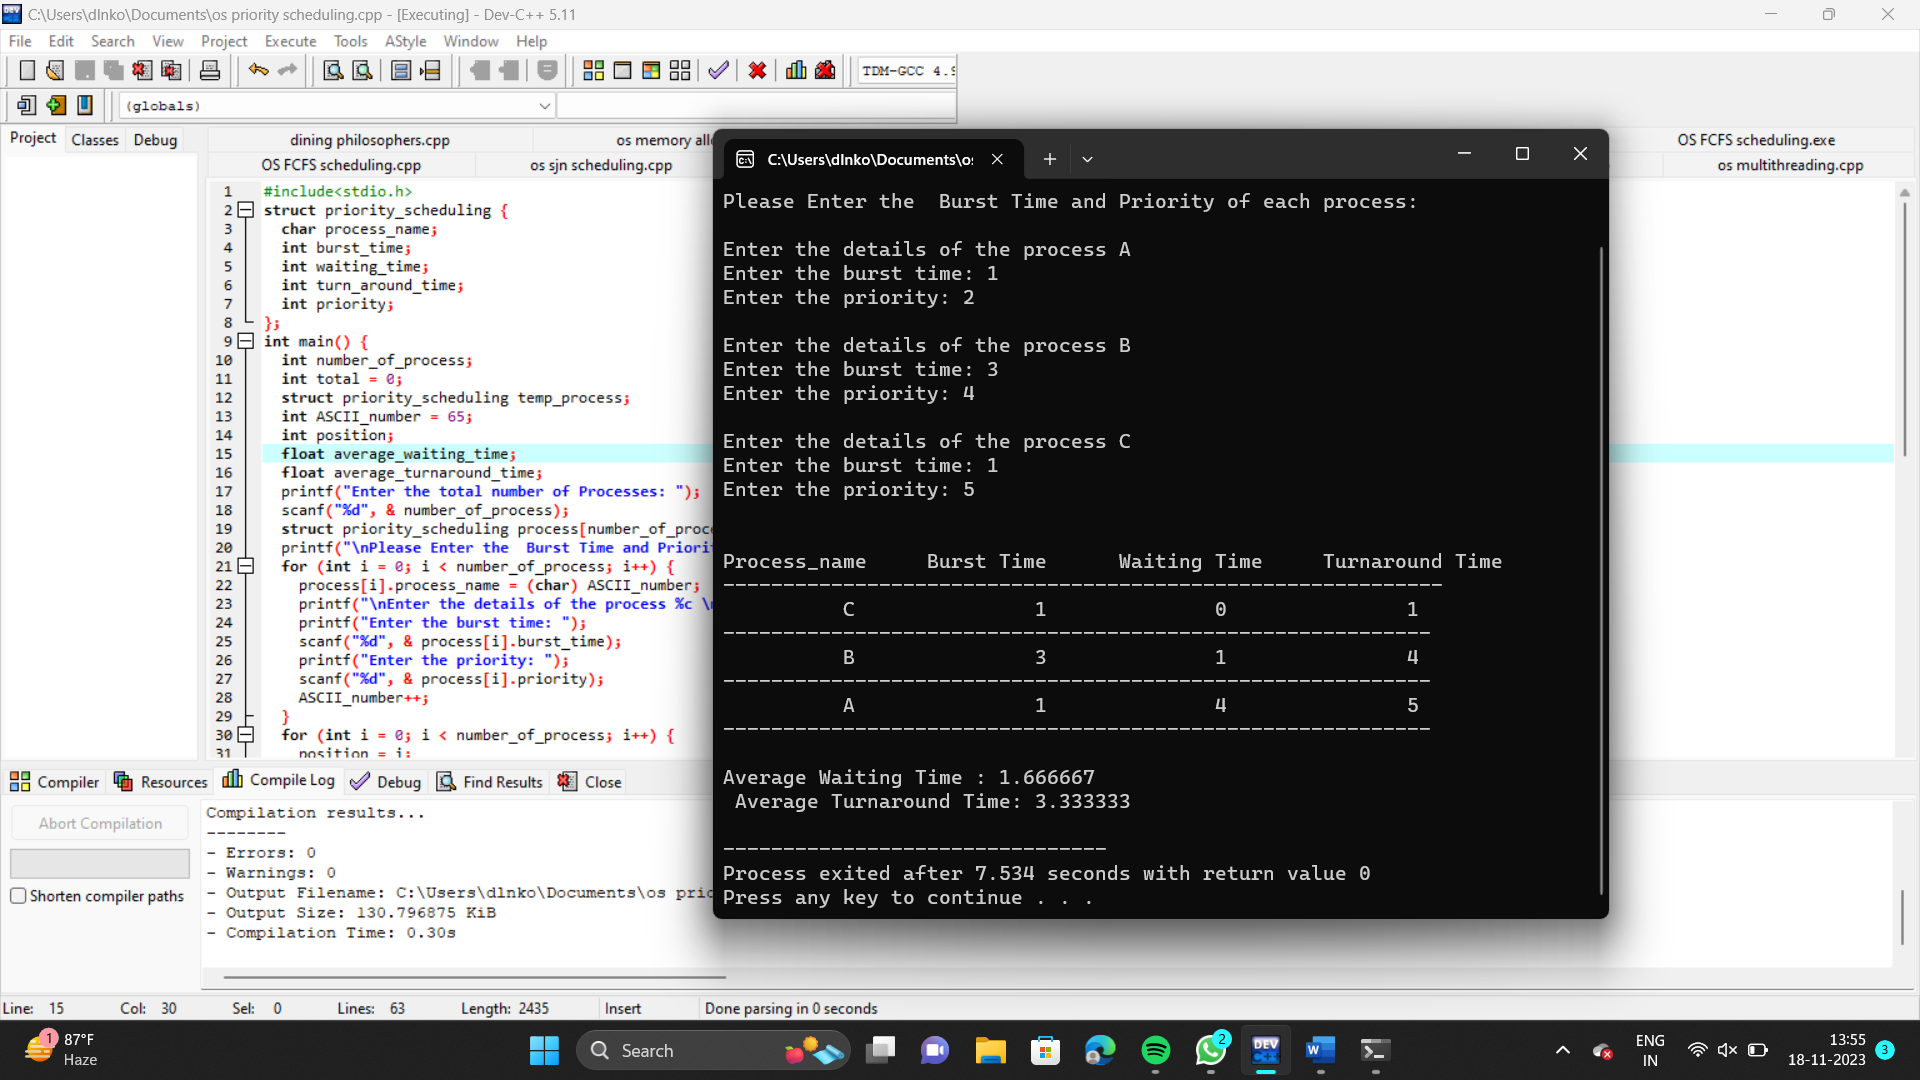 C:\Users\dlnko\Documents\os priority scheduling.cpp - [Executing] - Dev-C++ 5.11
File Edit Search View Project Execute Tools AStyle Window Help
TDM-GCC 4.9
(globals)
Project Classes Debug
dining philosophers.cpp os memory all OS FCFS scheduling.exe
OS FCFS scheduling.cpp os sjn scheduling.cpp os multithreading.cpp
1 #include<stdio.h>
2 struct priority_scheduling {
3 char process_name;
4 int burst_time;
5 int waiting_time;
6 int turn_around_time;
7 int priority;
8 };
9 int main() {
10 int number_of_process;
11 int total = 0;
12 struct priority_scheduling temp_process;
13 int ASCII_number = 65;
14 int position;
15 float average_waiting_time;
16 float average_turnaround_time;
17 printf("Enter the total number of Processes: ");
18 scanf("%d", & number_of_process);
19 struct priority_scheduling process[number_of_proc
20 printf("\nPlease Enter the  Burst Time and Priori
21 for (int i = 0; i < number_of_process; i++) {
22 process[i].process_name = (char) ASCII_number;
23 printf("\nEnter the details of the process %c \
24 printf("Enter the burst time: ");
25 scanf("%d", & process[i].burst_time);
26 printf("Enter the priority: ");
27 scanf("%d", & process[i].priority);
28 ASCII_number++;
29 }
30 for (int i = 0; i < number_of_process; i++) {
31 position = i;
C:\Users\dlnko\Documents\os
Please Enter the  Burst Time and Priority of each process:
Enter the details of the process A
Enter the burst time: 1
Enter the priority: 2
Enter the details of the process B
Enter the burst time: 3
Enter the priority: 4
Enter the details of the process C
Enter the burst time: 1
Enter the priority: 5
Process_name Burst Time Waiting Time Turnaround Time
------------------------------------------------------------
C 1 0 1
-----------------------------------------------------------
B 3 1 4
-----------------------------------------------------------
A 1 4 5
-----------------------------------------------------------
Average Waiting Time : 1.666667
Average Turnaround Time: 3.333333
--------------------------------
Process exited after 7.534 seconds with return value 0
Press any key to continue . . .
Compiler Resources Compile Log Debug Find Results Close
Abort Compilation
Shorten compiler paths
Compilation results...
--------
- Errors: 0
- Warnings: 0
- Output Filename: C:\Users\dlnko\Documents\os prio
- Output Size: 130.796875 KiB
- Compilation Time: 0.30s
Line: 15 Col: 30 Sel: 0 Lines: 63 Length: 2435 Insert Done parsing in 0 seconds
1 87°F
Haze
Search
2
DEV C++
W
ENG
IN
13:55
18-11-2023
3